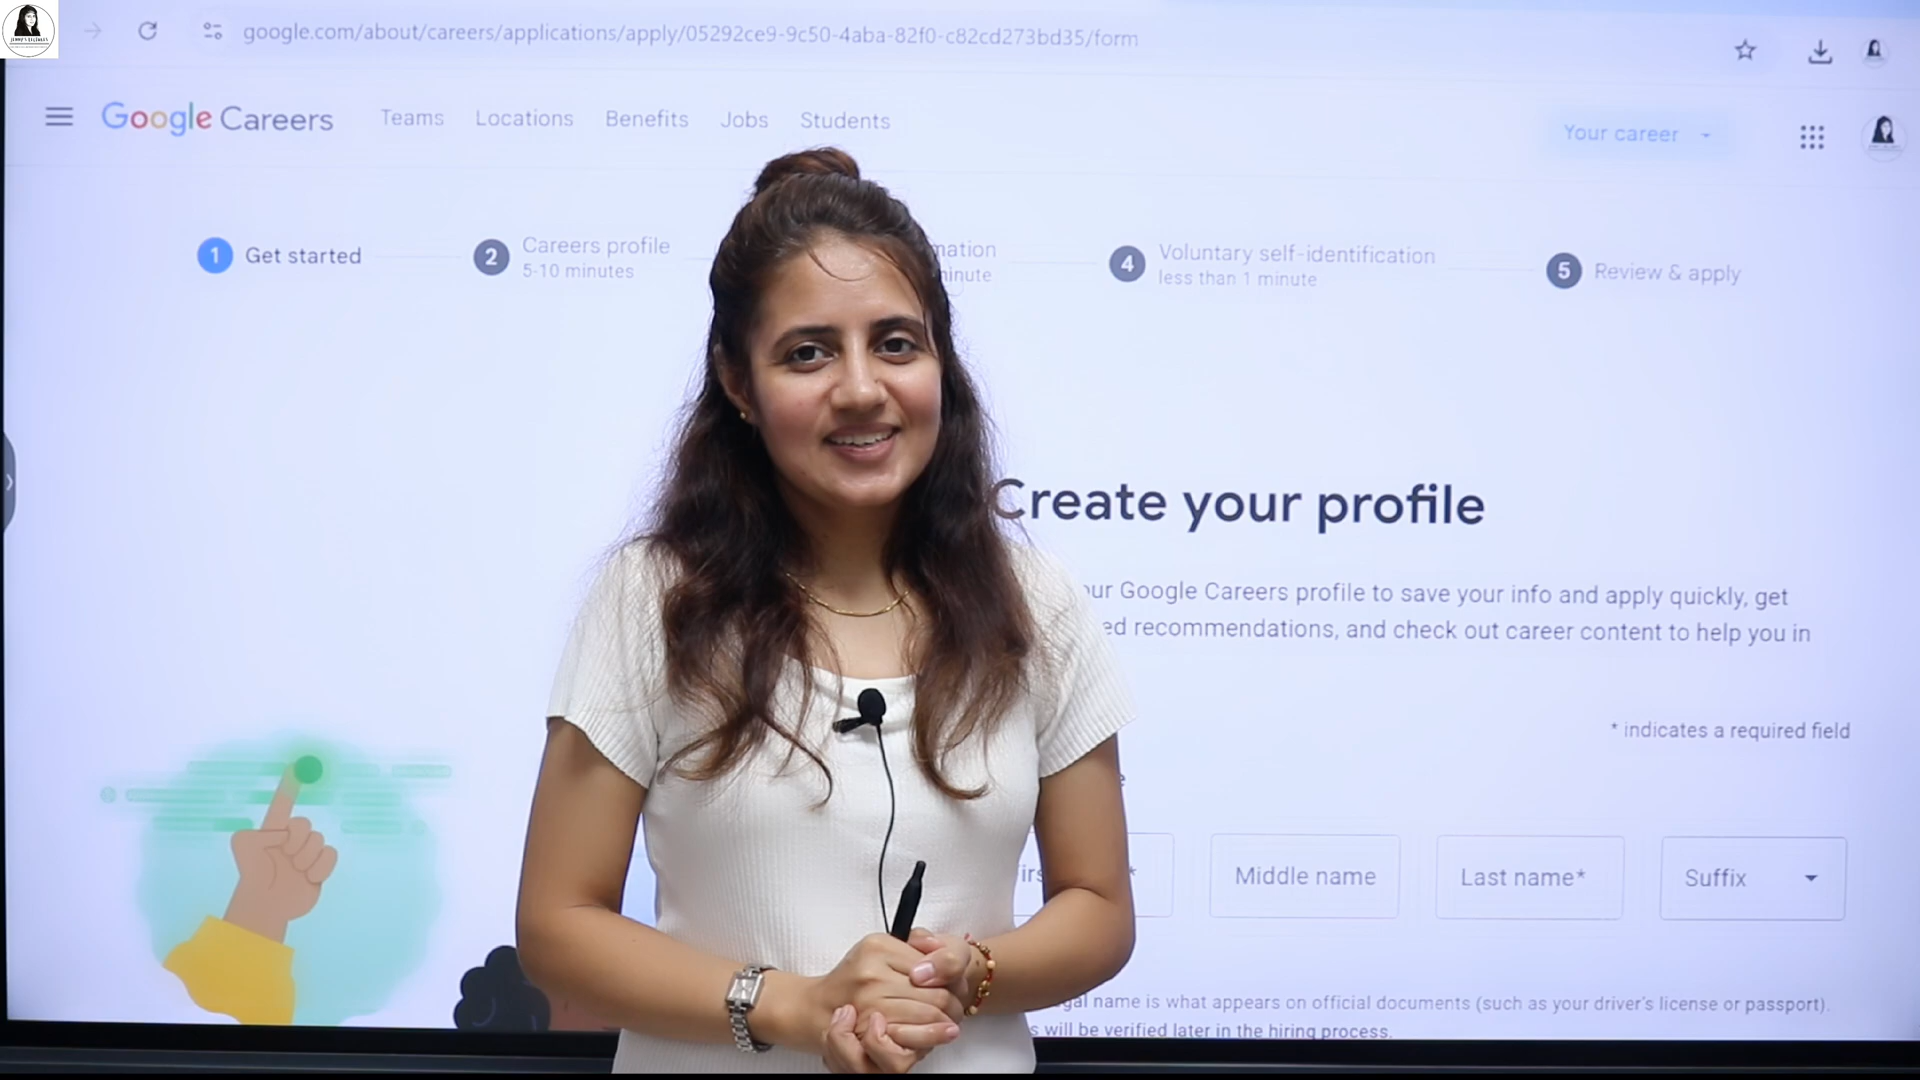 google.com/about/careers/applications/apply/05292ce9-9c50-4aba-82f0-c82cd273bd35/form
Google Careers
Teams
Locations
Benefits
Jobs
Students
Your career
1 Get started
2 Careers profile
5-10 minutes
4 Voluntary self-identification
less than 1 minute
5 Review & apply
Create your profile
Google Careers profile to save your info and apply quickly, get
recommendations, and check out career content to help you in
* indicates a required field
Middle name
Last name*
Suffix
name is what appears on official documents (such as your driver's license or passport).
will be verified later in the hiring process.